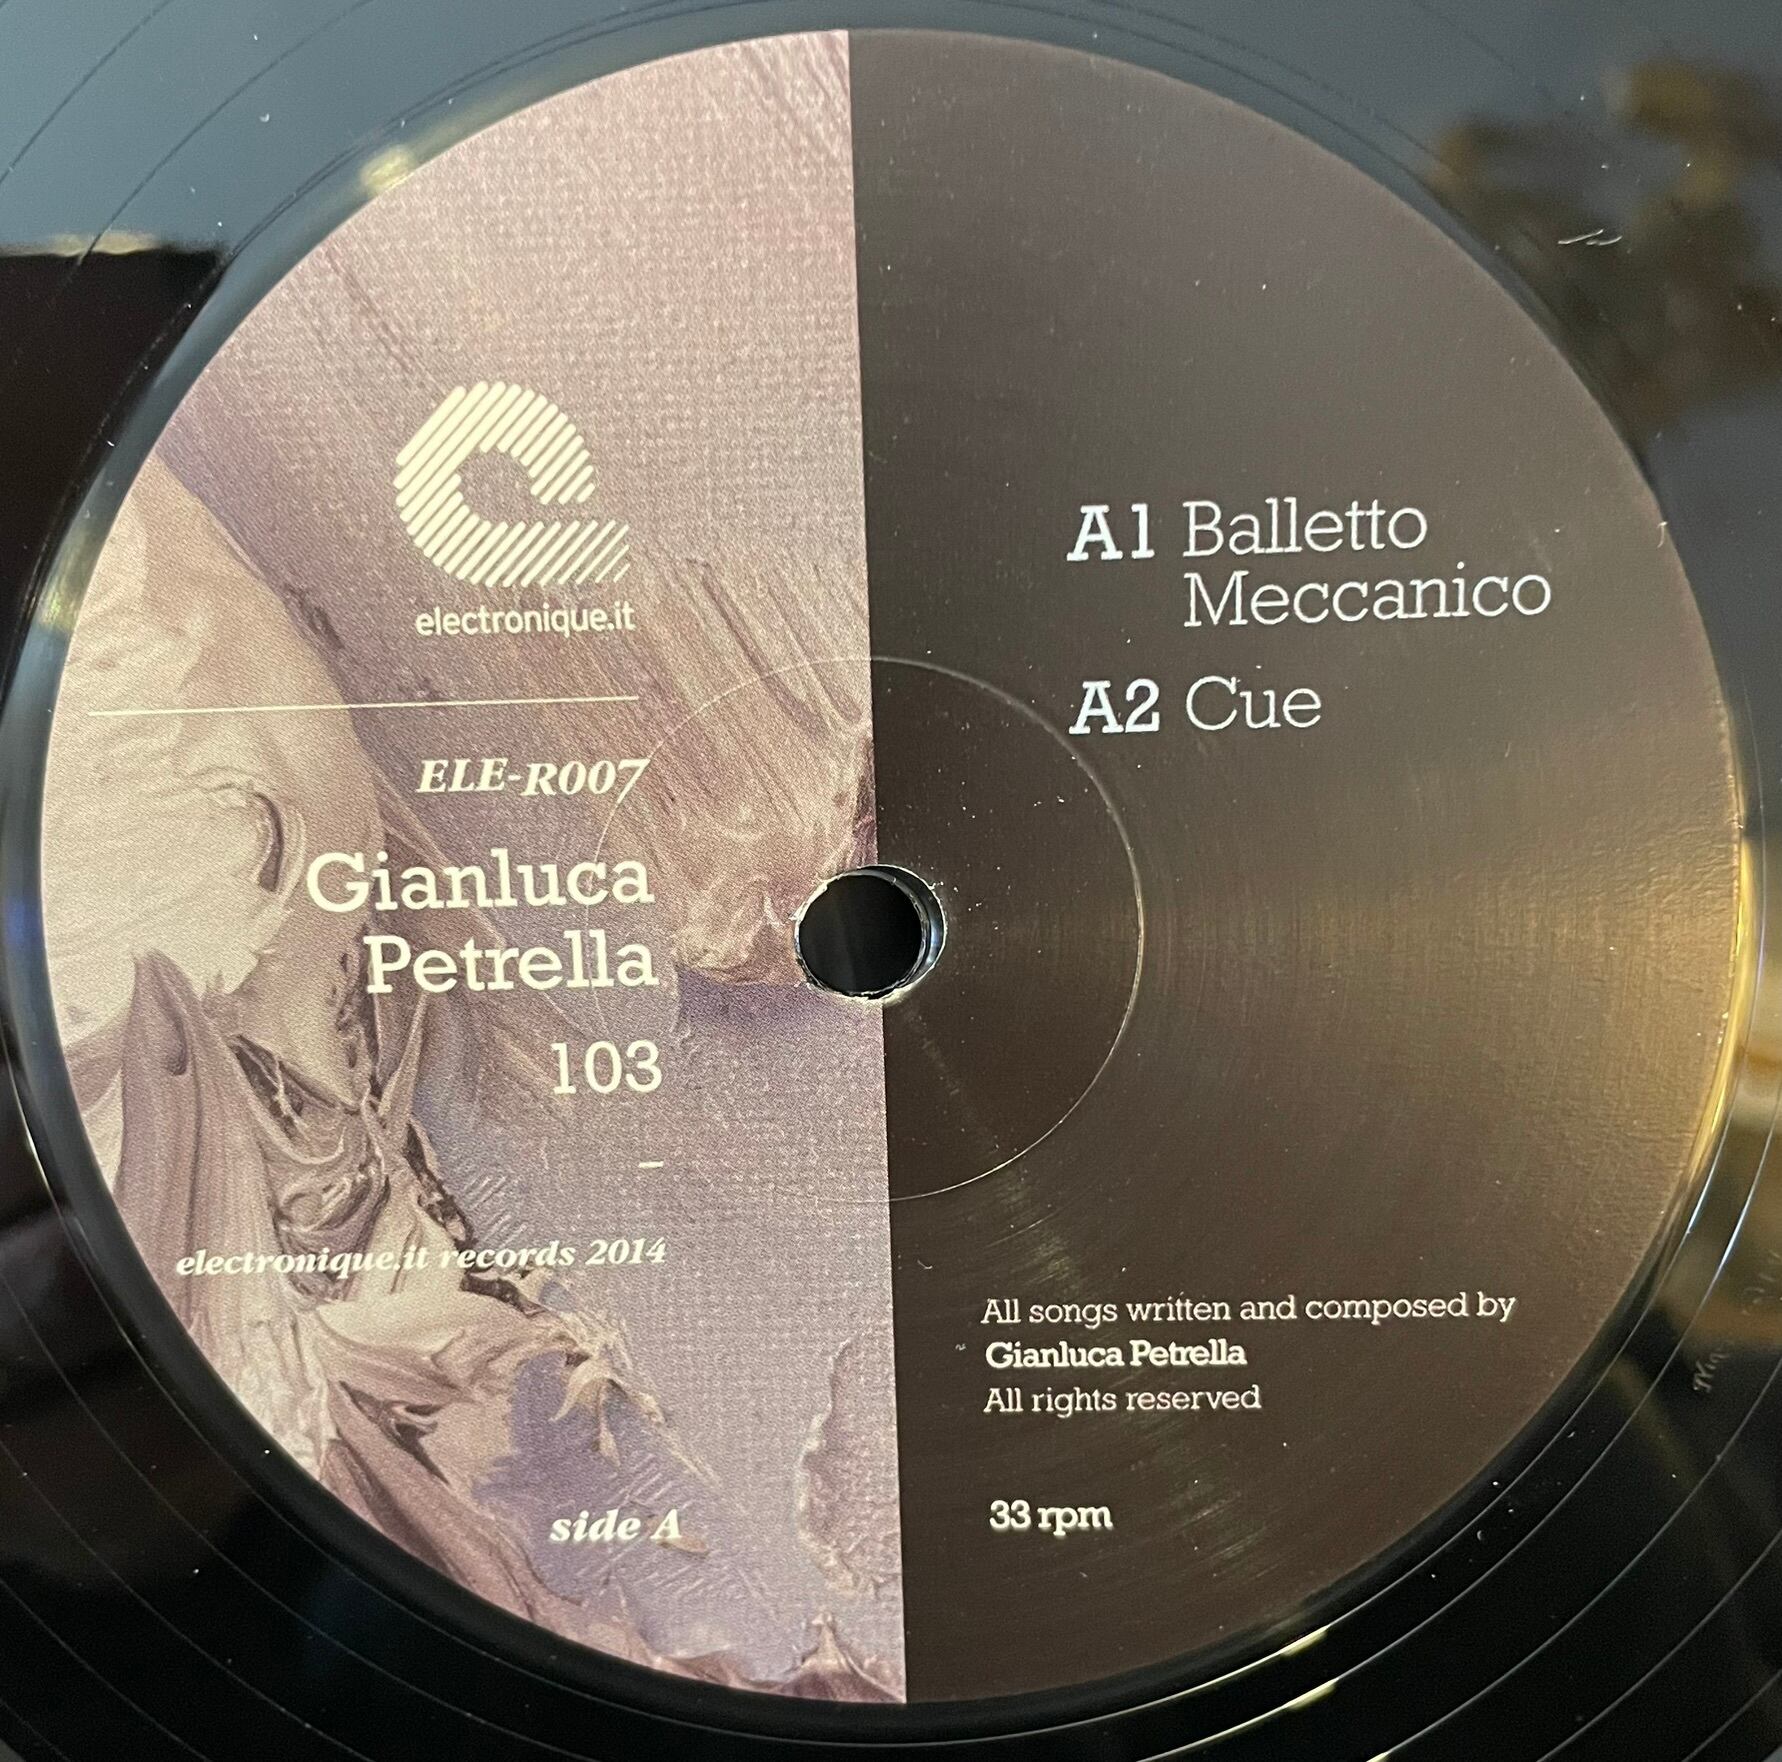 electronique.it
ELE-R007
Gianluca
Petrella
103
–
electronique.it records 2014
side A
A1 Balletto
Meccanico
A2 Cue
All songs written and composed by
Gianluca Petrella
All rights reserved
33 rpm